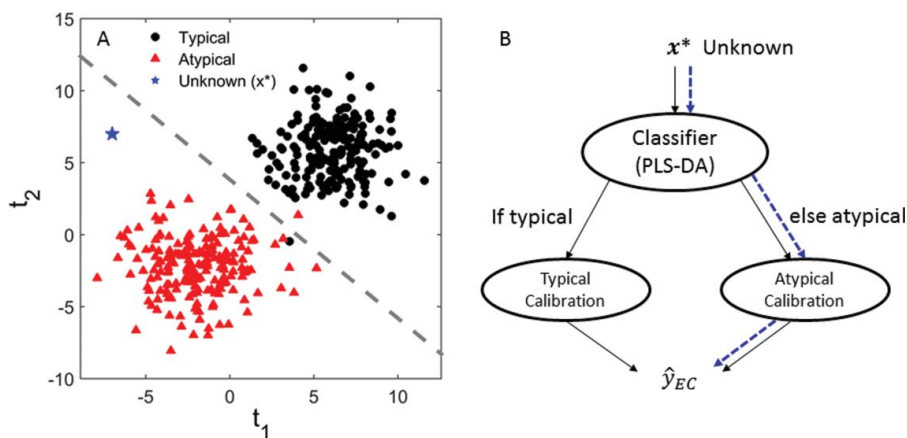 A
Typical
Atypical
Unknown (x*)
15
10
5
0
-5
-10
-5
0
5
10
t2
t1
B
x* Unknown
Classifier
(PLS-DA)
If typical
else atypical
Typical
Calibration
Atypical
Calibration
ŷEC